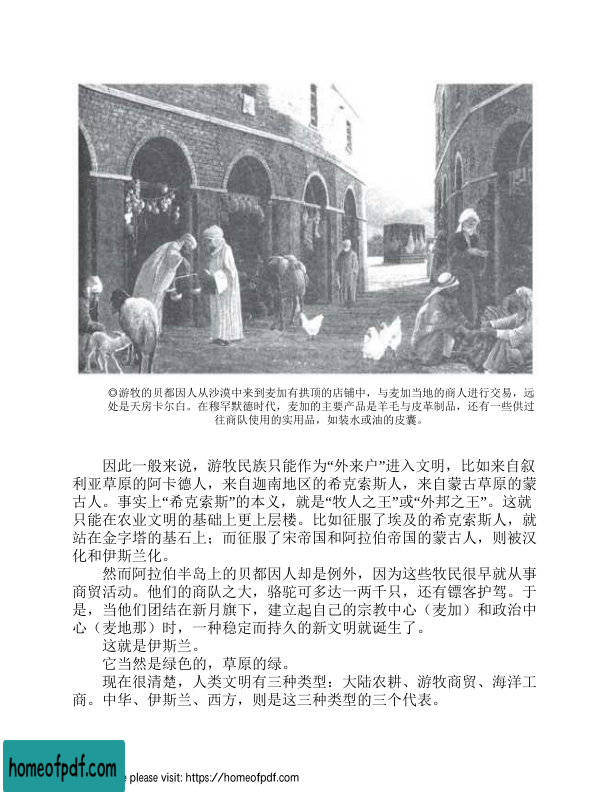 ◎游牧的贝都因人从沙漠中来到麦加有拱顶的店铺中，与麦加当地的商人进行交易，远
处是天房卡尔白。在穆罕默德时代，麦加的主要产品是羊毛与皮革制品，还有一些供过
往商队使用的实用品，如装水或油的皮囊。
因此一般来说，游牧民族只能作为“外来户”进入文明，比如来自叙
利亚草原的阿卡德人，来自迦南地区的希克索斯人，来自蒙古草原的蒙
古人。事实上“希克索斯”的本义，就是“牧人之王”或“外邦之王”。这就
只能在农业文明的基础上更上层楼。比如征服了埃及的希克索斯人，就
站在金字塔的基石上；而征服了宋帝国和阿拉伯帝国的蒙古人，则被汉
化和伊斯兰化。
然而阿拉伯半岛上的贝都因人却是例外，因为这些牧民很早就从事
商贸活动。他们的商队之大，骆驼可多达一两千只，还有镖客护驾。于
是，当他们团结在新月旗下，建立起自己的宗教中心（麦加）和政治中
心（麦地那）时，一种稳定而持久的新文明就诞生了。
这就是伊斯兰。
它当然是绿色的，草原的绿。
现在很清楚，人类文明有三种类型：大陆农耕、游牧商贸、海洋工
商。中华、伊斯兰、西方，则是这三种类型的三个代表。
homeofpdf.com
please visit: https://homeofpdf.com